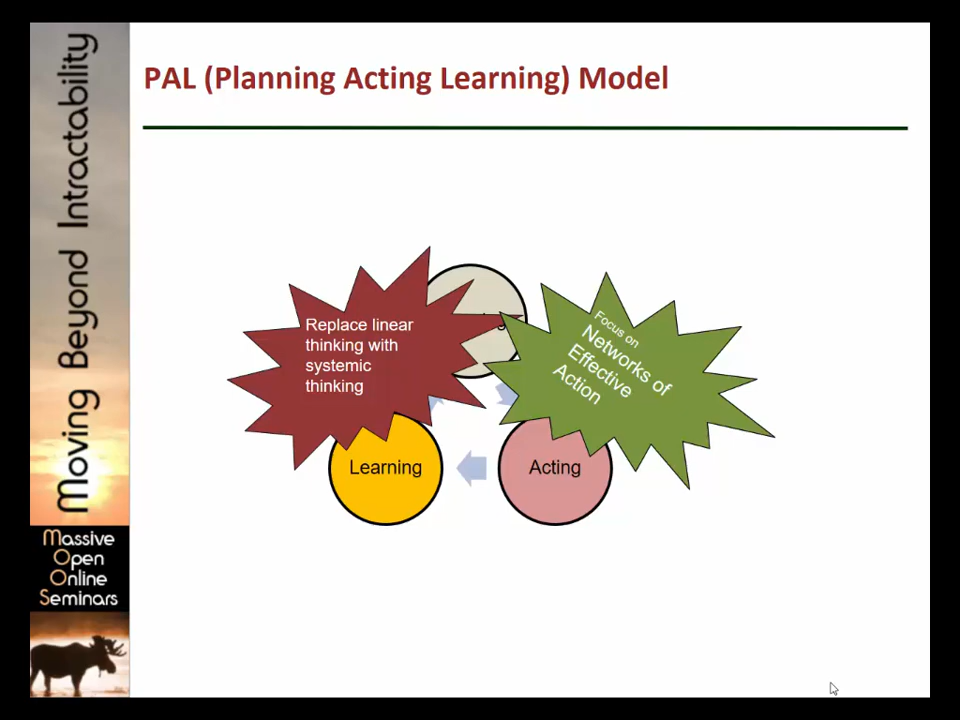 Moving Beyond Intractability
Massive
Open
Online
Seminars
PAL (Planning Acting Learning) Model
Replace linear
thinking with
systemic
thinking
Focus on
Networks of
Effective
Action
Learning
Acting